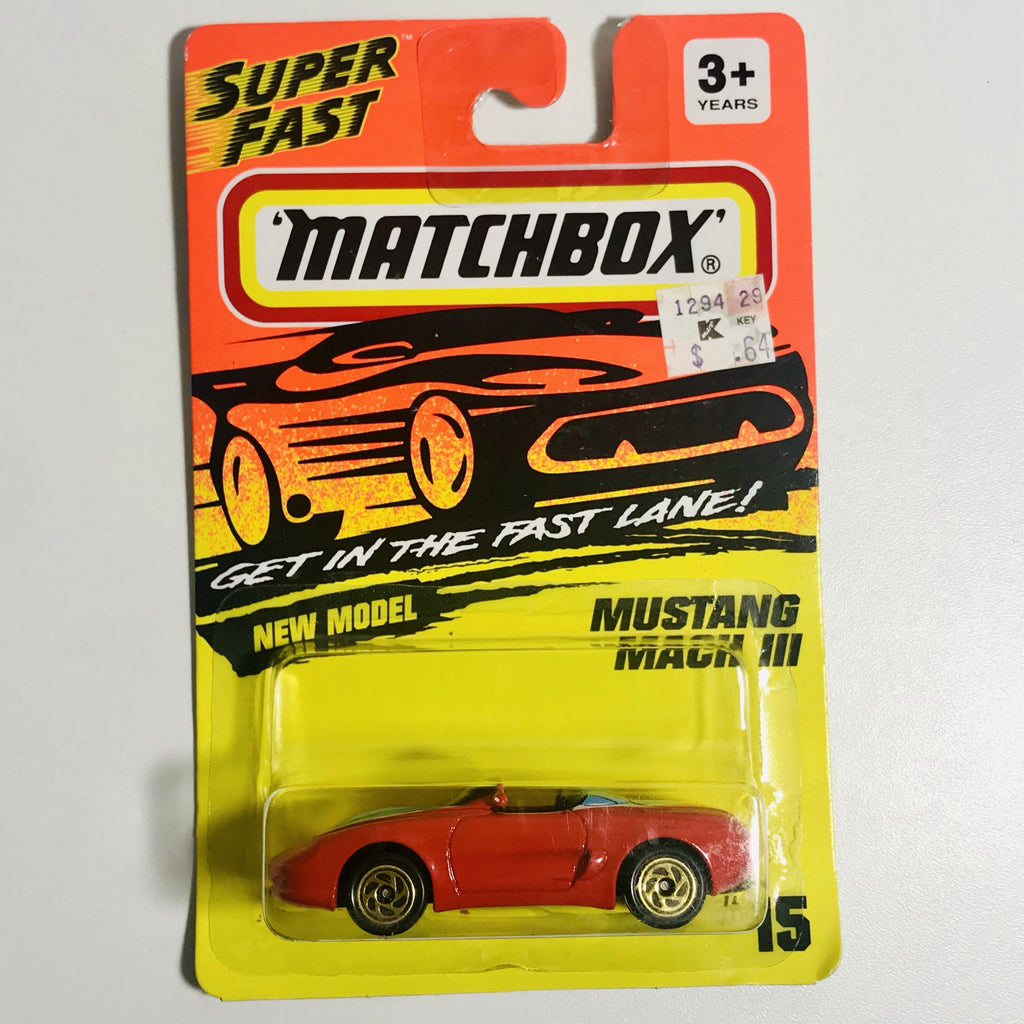 SUPER FAST™
3+
YEARS
'MATCHBOX'®
1294 29
K KEY
$ .64
GET IN THE FAST LANE!
NEW MODEL
MUSTANG
MACH III
15